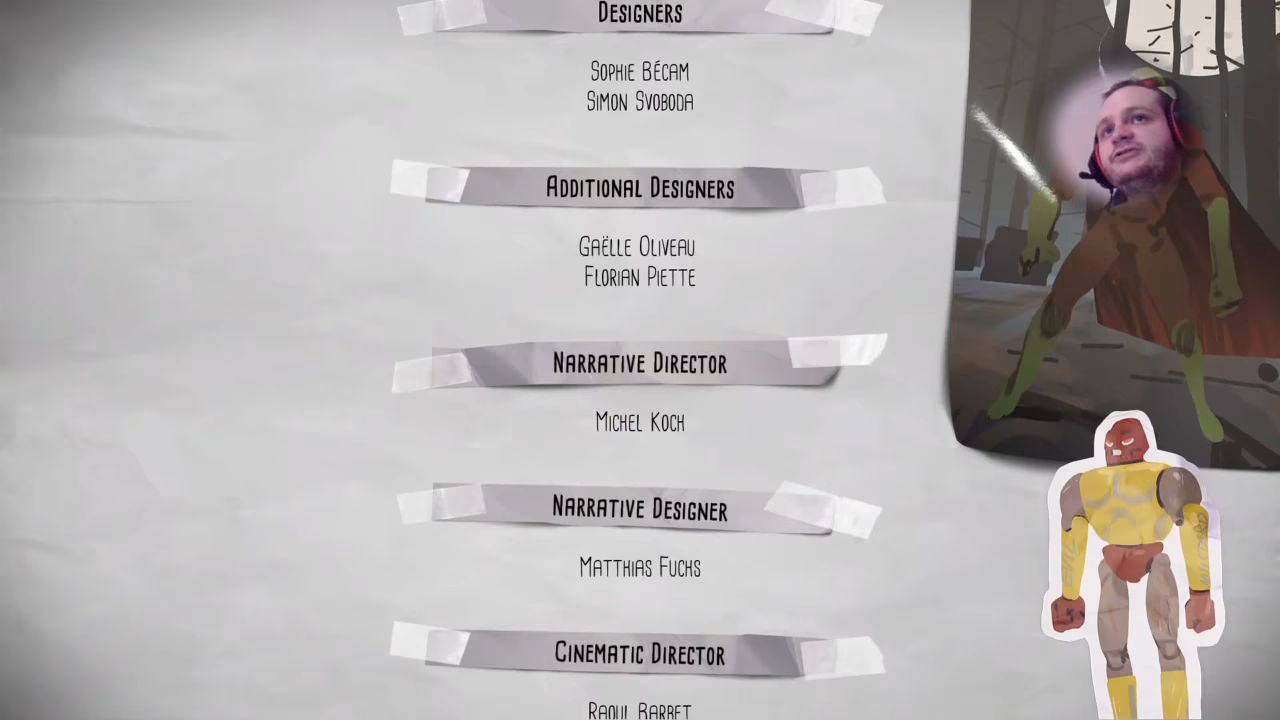 DESIGNERS
SOPHIE BÉCAM
SIMON SVOBODA
ADDITIONAL DESIGNERS
GAËLLE OLIVEAU
FLORIAN PIETTE
NARRATIVE DIRECTOR
MICHEL KOCH
NARRATIVE DESIGNER
MATTHIAS FUCHS
CINEMATIC DIRECTOR
RAOUL BARBET